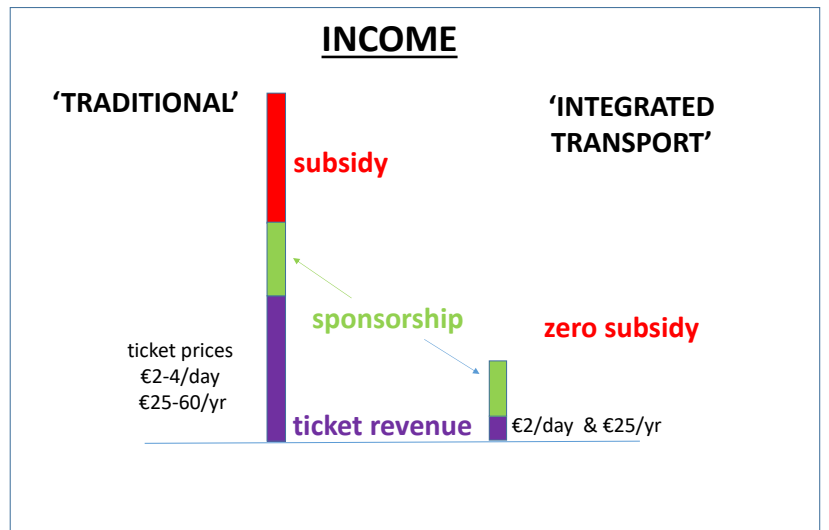 INCOME
‘TRADITIONAL’
‘INTEGRATED
TRANSPORT’
subsidy
sponsorship
zero subsidy
ticket prices
€2-4/day
€25-60/yr
ticket revenue
€2/day & €25/yr